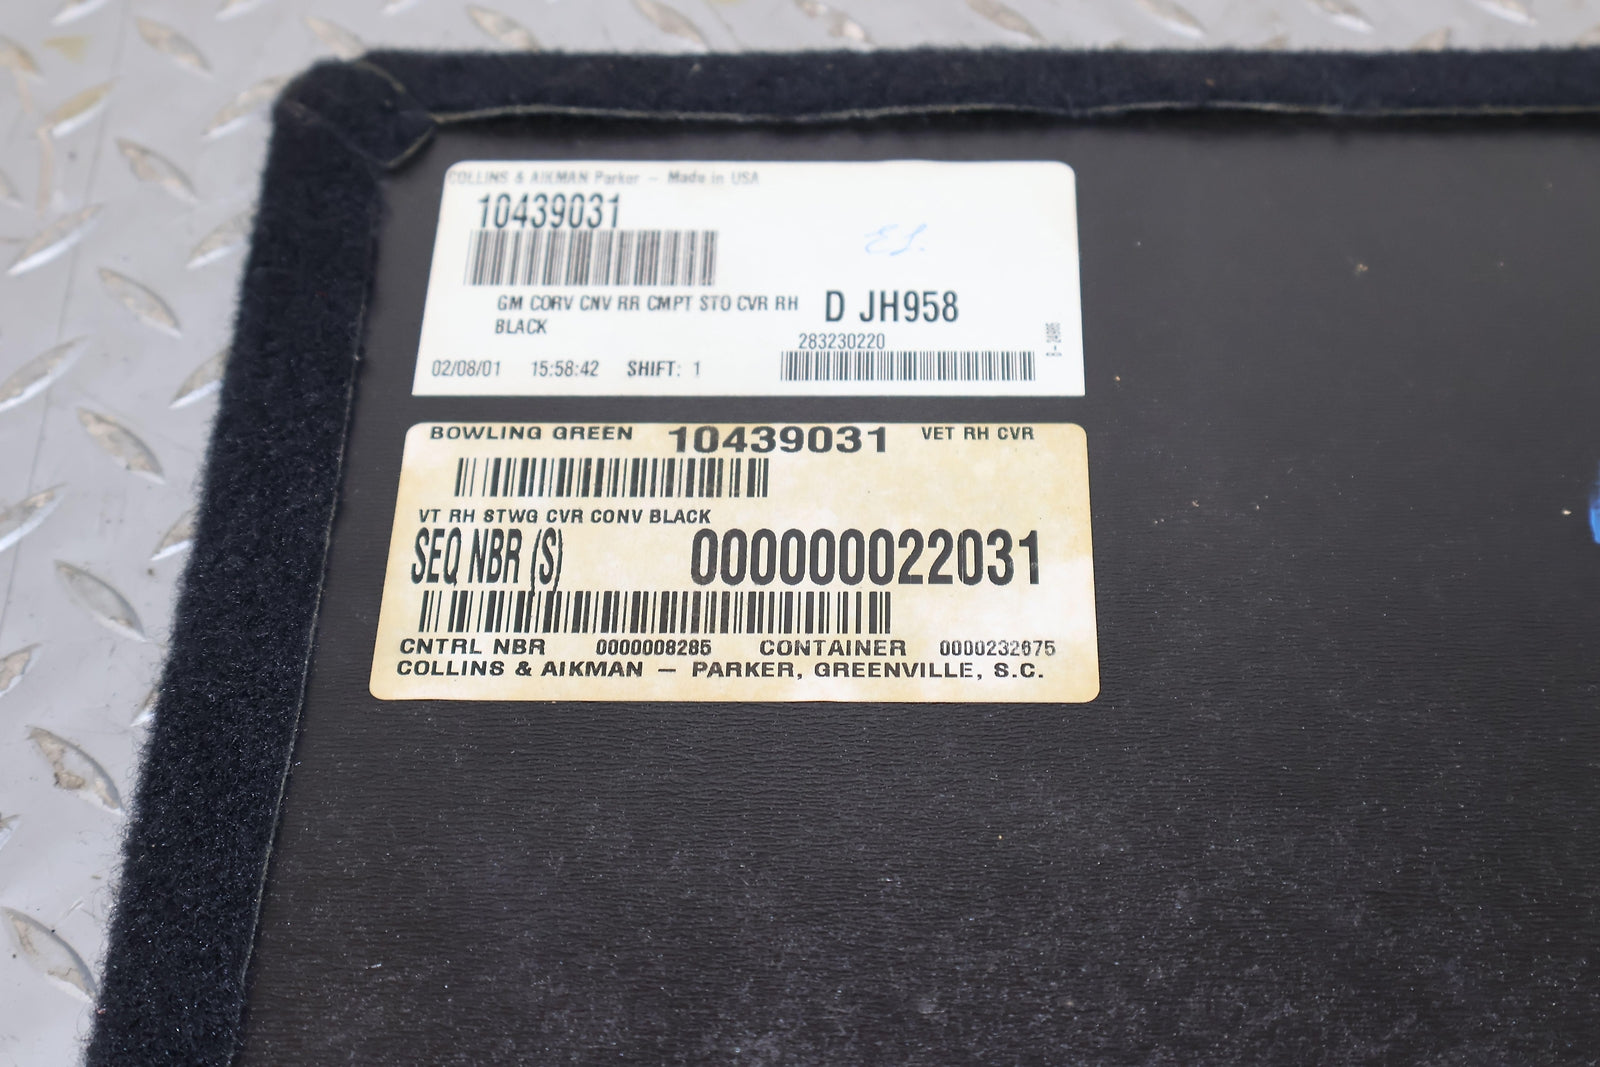 COLLINS & AIKMAN Parker - Made in USA
10439031
GM CORV CNV RR CMPT STO CVR RH
BLACK
D JH958
283230220
02/08/01 15:58:42 SHIFT: 1
BOWLING GREEN 10439031 VET RH CVR
VT RH STWG CVR CONV BLACK
SEQ NBR (S) 000000022031
CNTRL NBR 0000008285 CONTAINER 0000232675
COLLINS & AIKMAN — PARKER, GREENVILLE, S.C.